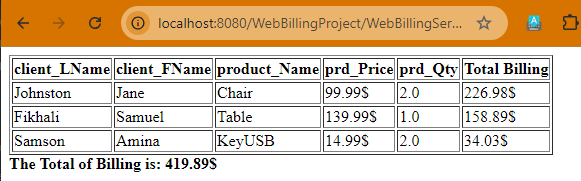 localhost:8080/WebBillingProject/WebBillingSer...
client_LName client_FName product_Name prd_Price prd_Qty Total Billing
Johnston Jane Chair 99.99$ 2.0 226.98$
Fikhali Samuel Table 139.99$ 1.0 158.89$
Samson Amina KeyUSB 14.99$ 2.0 34.03$
The Total of Billing is: 419.89$